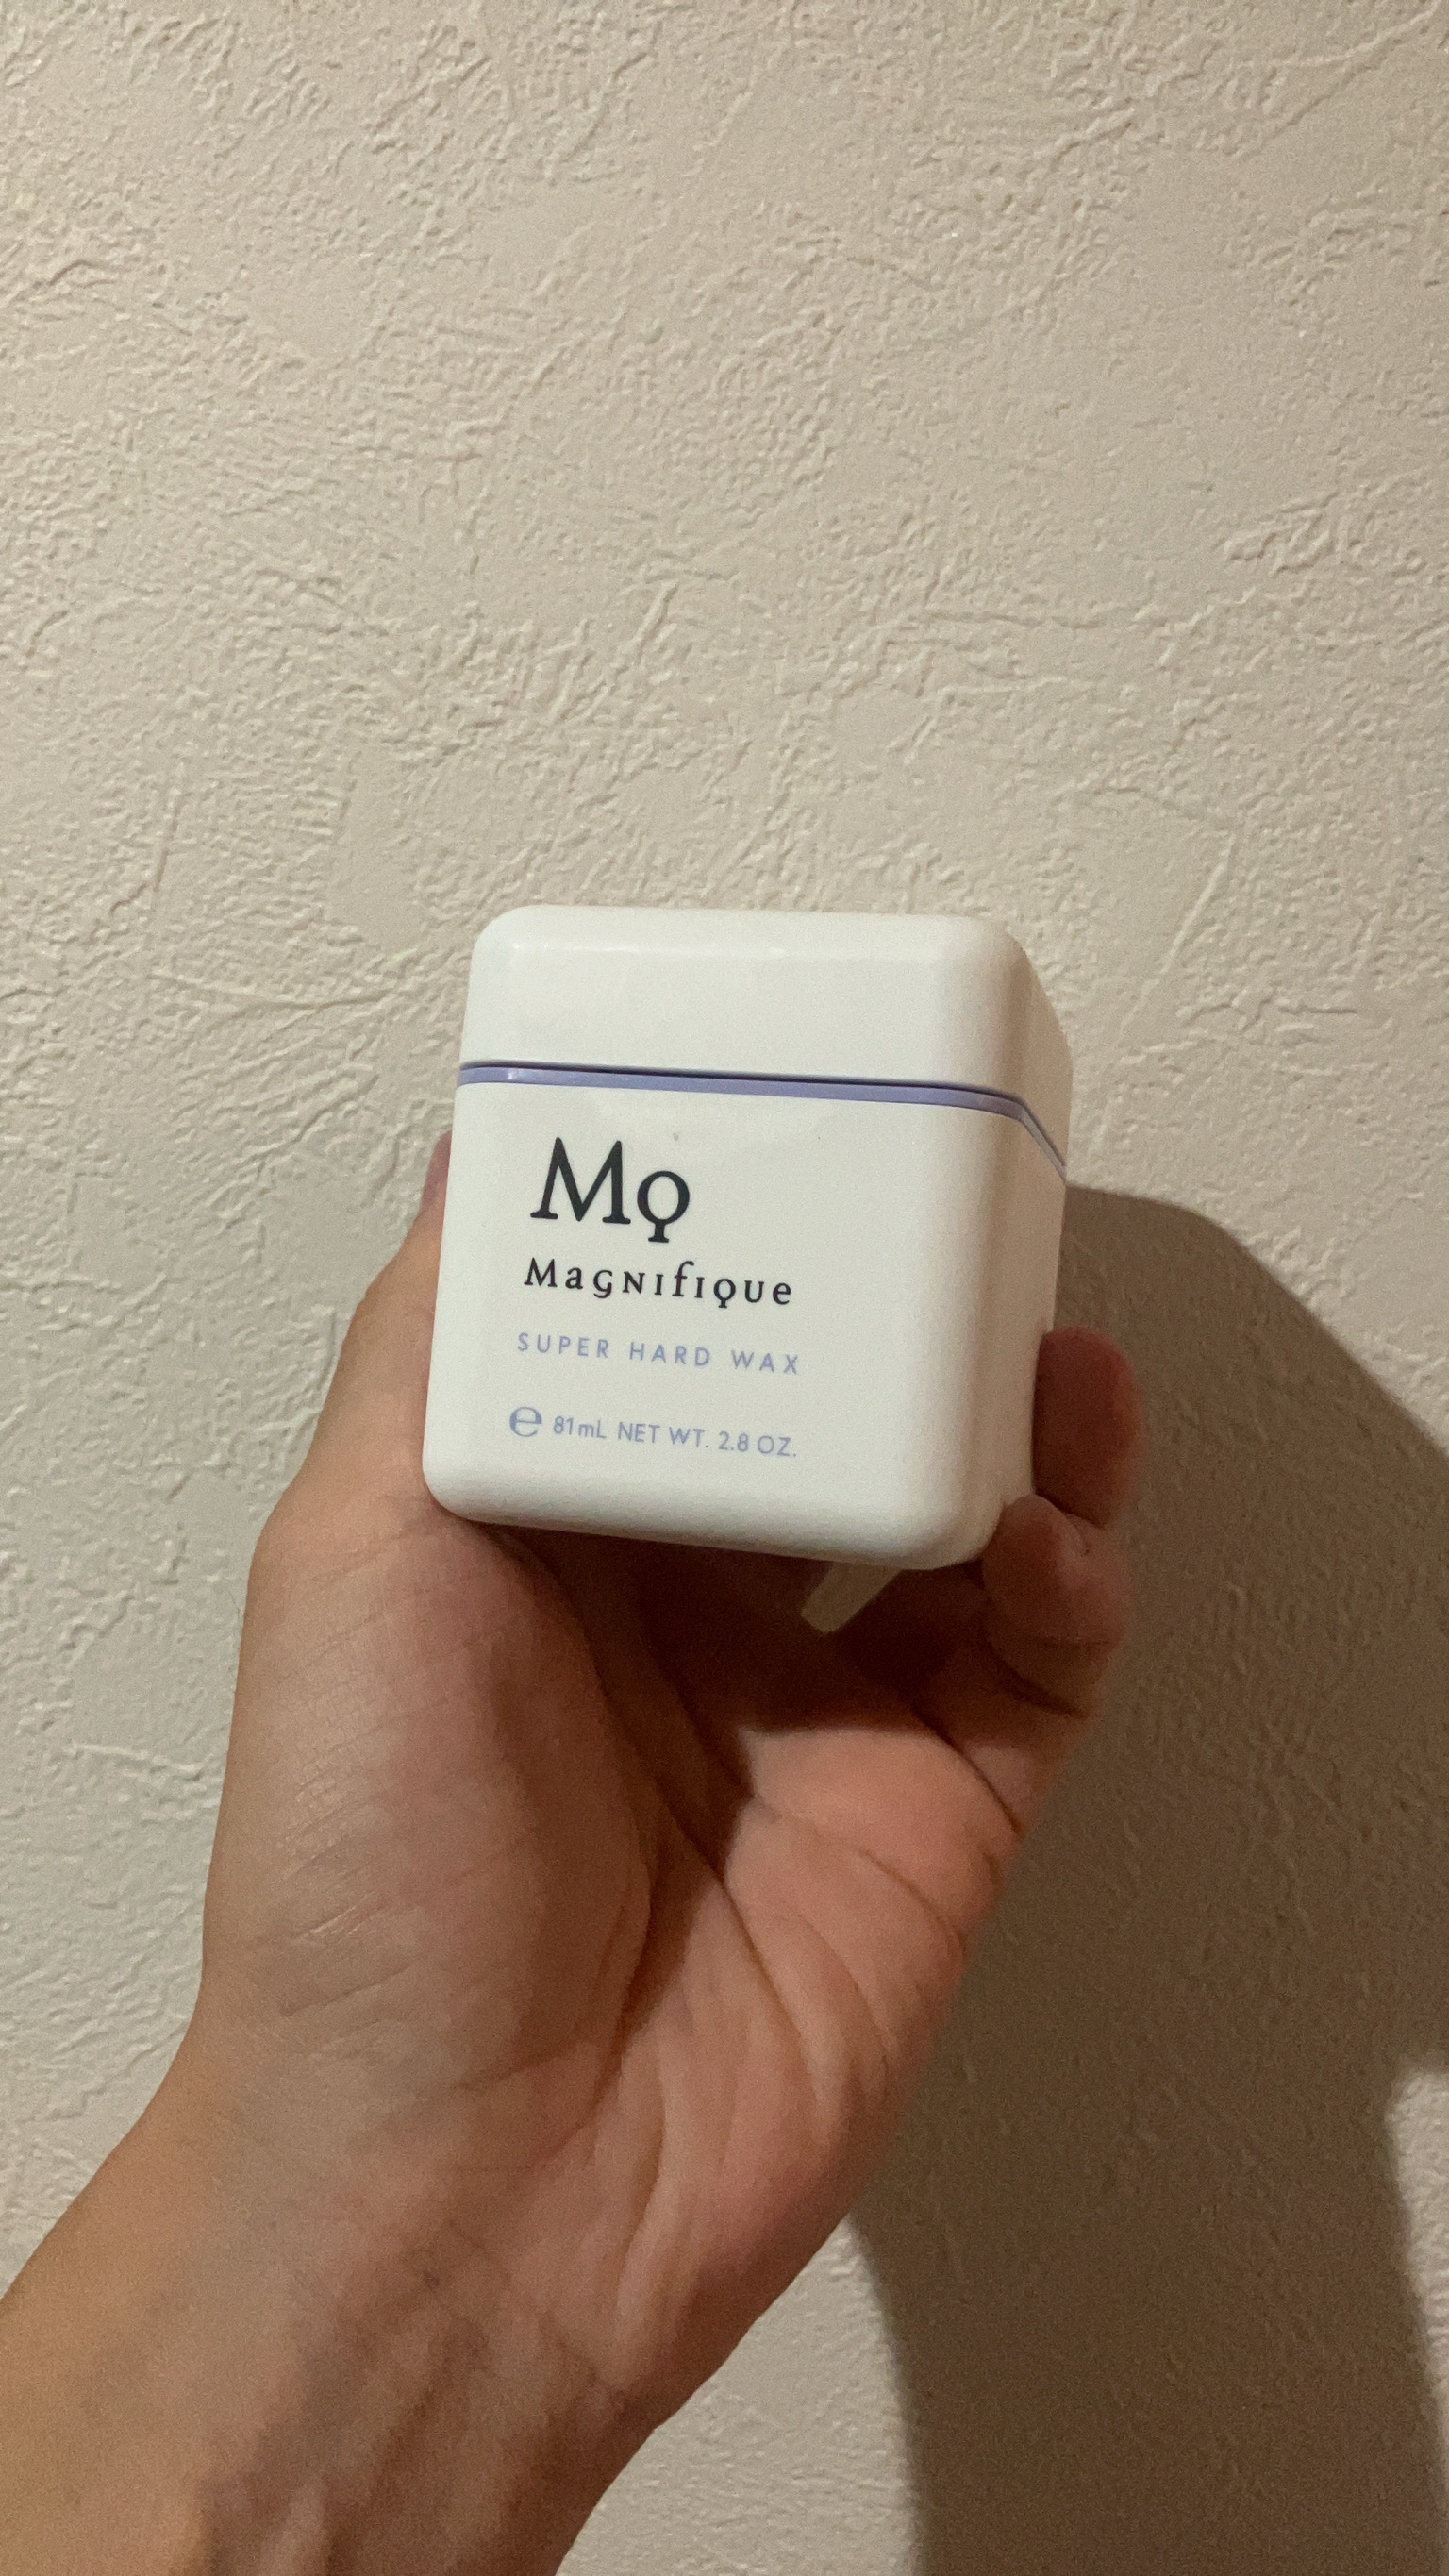 MQ
MaGNIfIQUe
SUPER HARD WAX
℮ 81mL NET WT. 2.8 OZ.